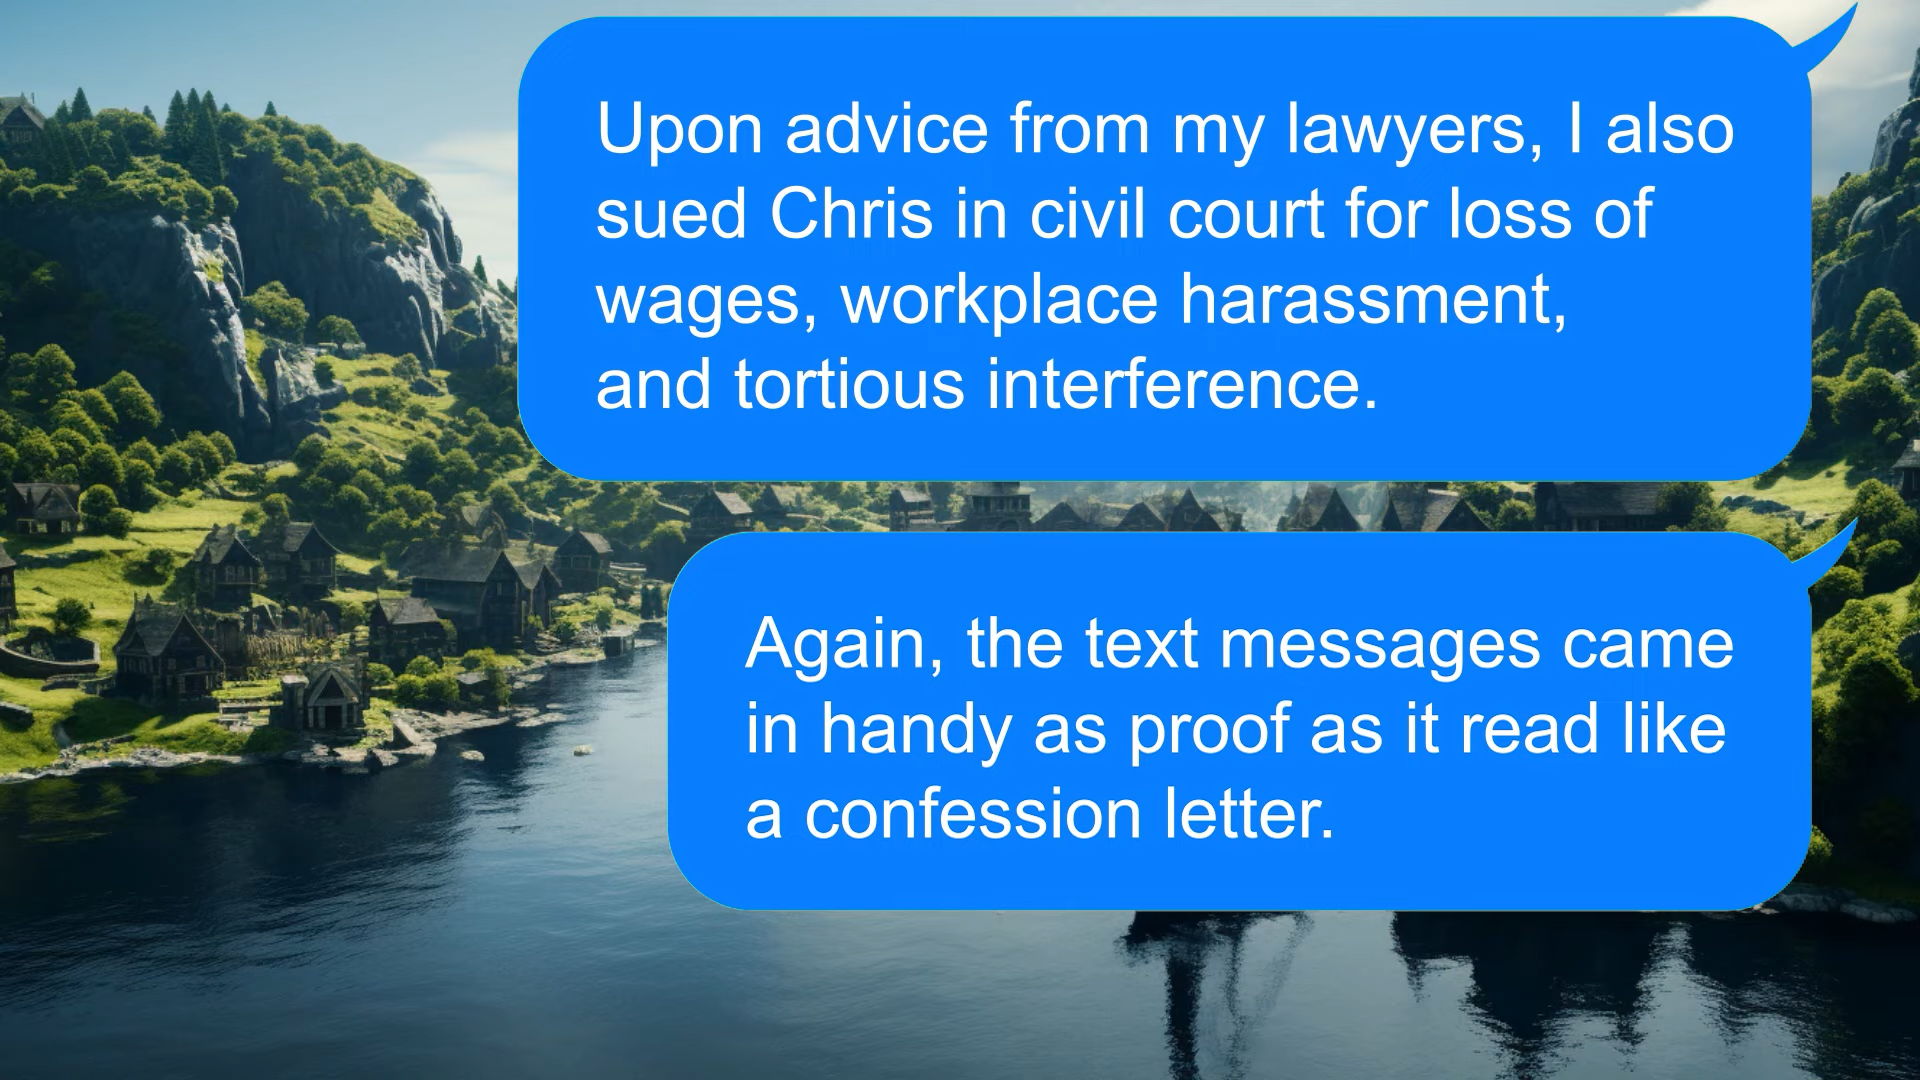 Upon advice from my lawyers, I also
sued Chris in civil court for loss of
wages, workplace harassment,
and tortious interference.
Again, the text messages came
in handy as proof as it read like
a confession letter.